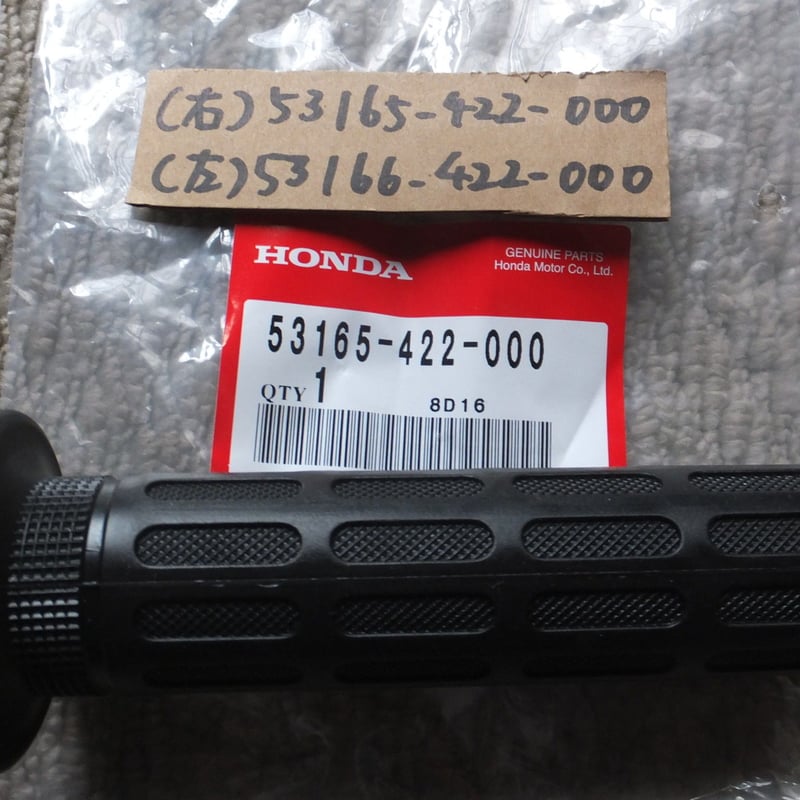 (右)53165-422-000
(左)53166-422-000
HONDA
GENUINE PARTS
Honda Motor Co., Ltd.
53165-422-000
QTY 1
8D16